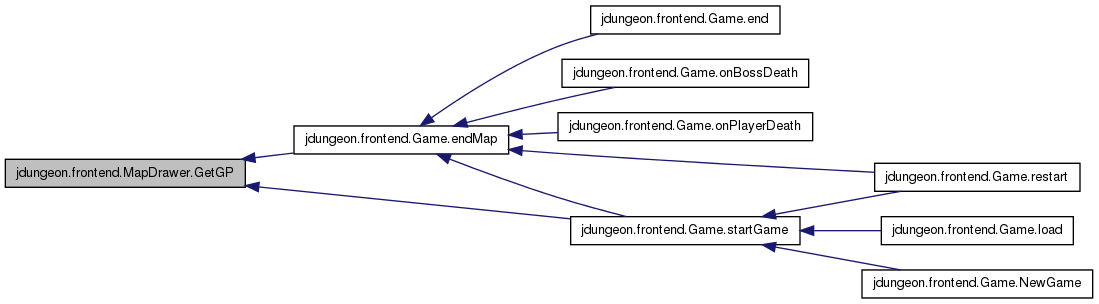 jdungeon.frontend.Game.end
jdungeon.frontend.Game.onBossDeath
jdungeon.frontend.Game.onPlayerDeath
jdungeon.frontend.Game.endMap
jdungeon.frontend.MapDrawer.GetGP
jdungeon.frontend.Game.restart
jdungeon.frontend.Game.startGame
jdungeon.frontend.Game.load
jdungeon.frontend.Game.NewGame